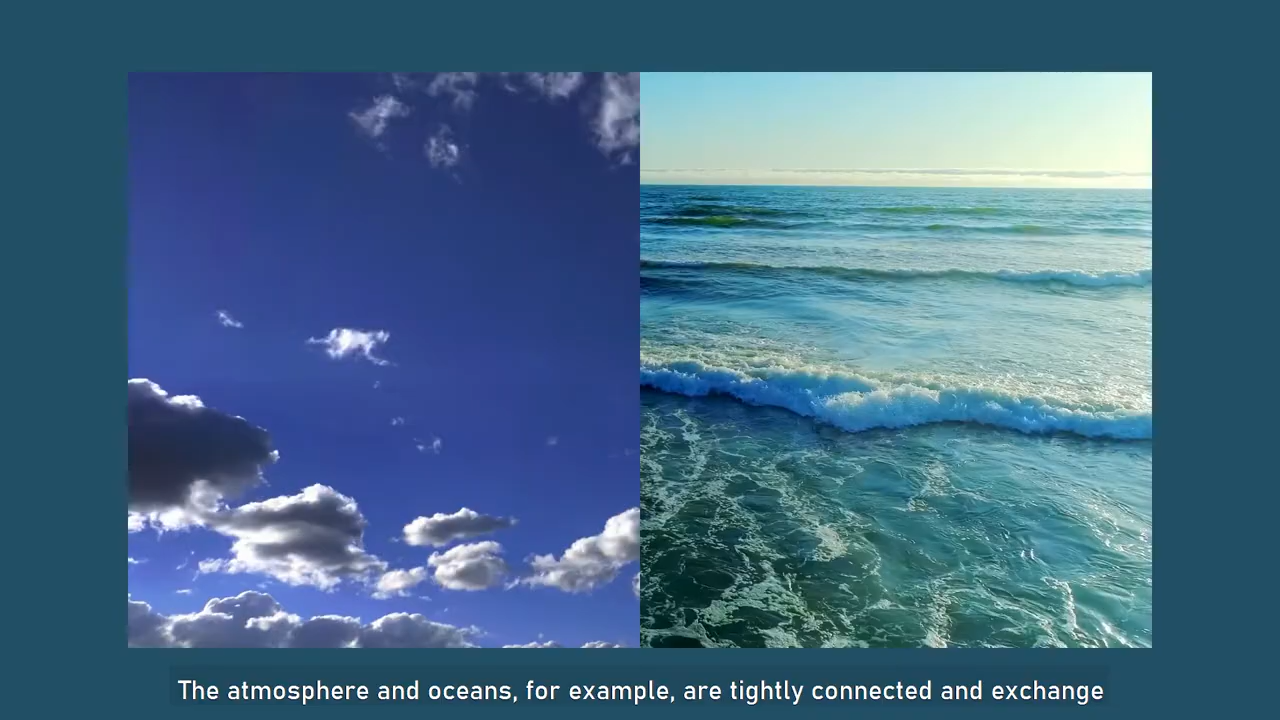 The atmosphere and oceans, for example, are tightly connected and exchange